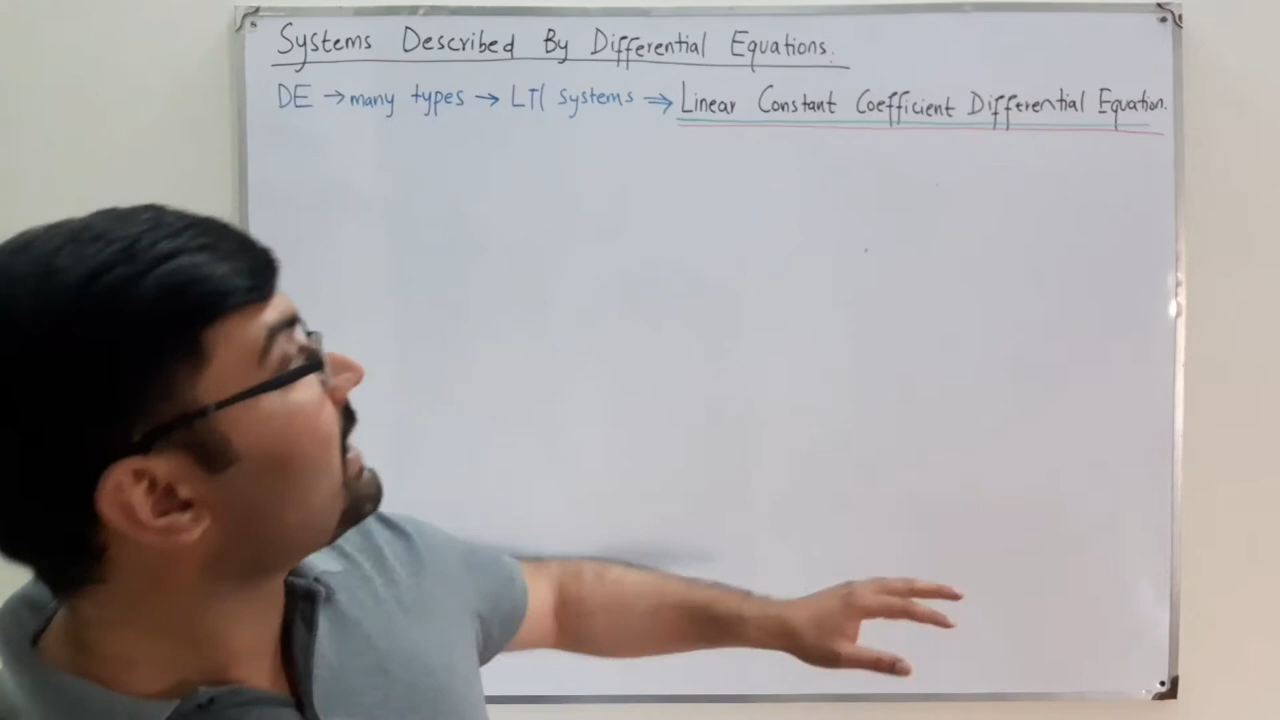 Systems Described By Differential Equations.
DE → many types → LTI systems ⇒ Linear Constant Coefficient Differential Equation.